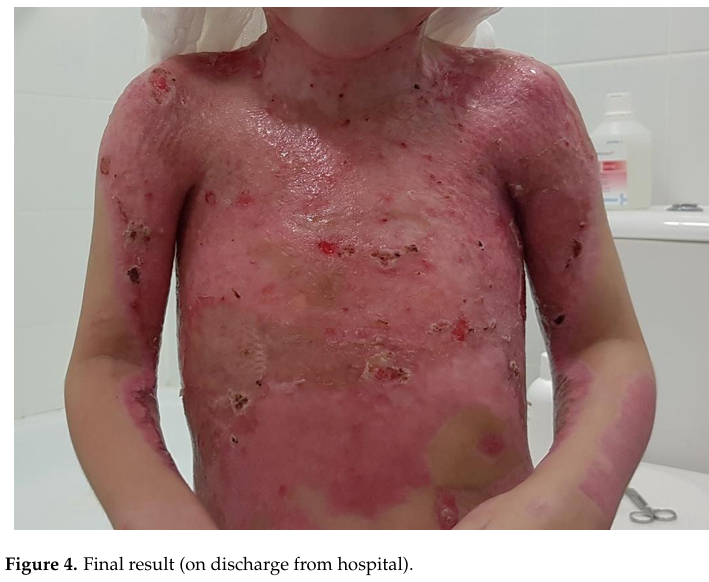 Figure 4. Final result (on discharge from hospital).